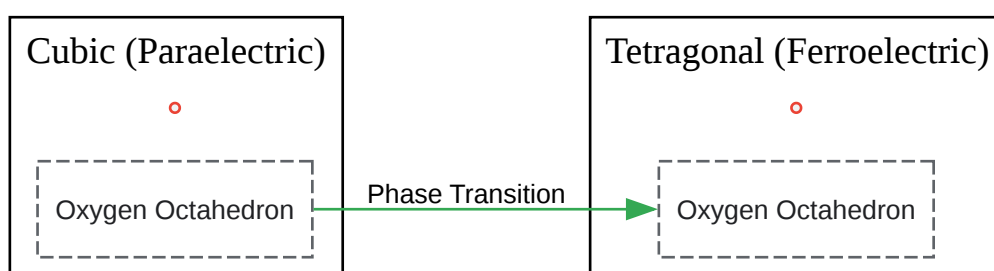 Cubic (Paraelectric)
Tetragonal (Ferroelectric)
Phase Transition
Oxygen Octahedron
Oxygen Octahedron